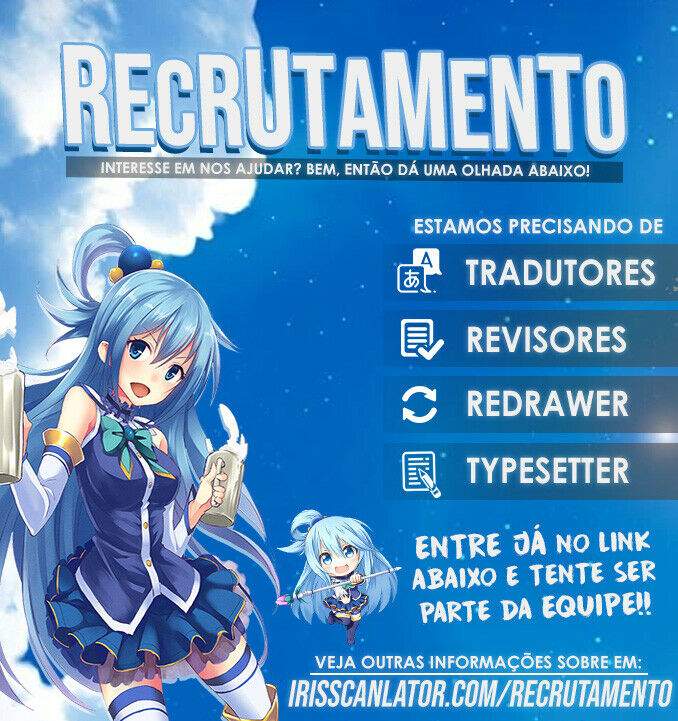 RECRUTAMENTO
INTERESSE EM NOS AJUDAR? BEM, ENTÃO DÁ UMA OLHADA ABAIXO!
ESTAMOS PRECISANDO DE
A
あ
TRADUTORES
REVISORES
REDRAWER
TYPESETTER
ENTRE JÁ NO LINK
ABAIXO E TENTE SER
PARTE DA EQUIPE!!
VEJA OUTRAS INFORMAÇÕES SOBRE EM:
IRISSCANLATOR.COM/RECRUTAMENTO